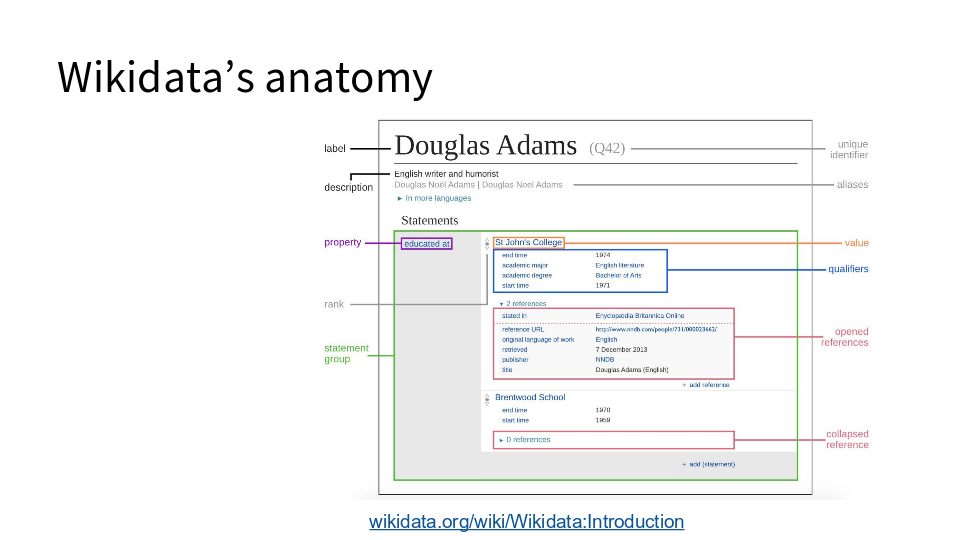 Wikidata's anatomy
label
Douglas Adams (Q42)
unique
identifier
description
English writer and humorist
Douglas Noël Adams | Douglas Noel Adams
aliases
► In more languages
Statements
property
educated at
St John's College
value
end time 1974
academic major English literature
academic degree Bachelor of Arts
start time 1971
qualifiers
rank
▾ 2 references
stated in Encyclopædia Britannica Online
reference URL http://www.nndb.com/people/731/000023662/
original language of work English
retrieved 7 December 2013
publisher NNDB
title Douglas Adams (English)
opened
references
statement
group
+ add reference
Brentwood School
end time 1970
start time 1959
► 0 references
collapsed
reference
+ add (statement)
wikidata.org/wiki/Wikidata:Introduction